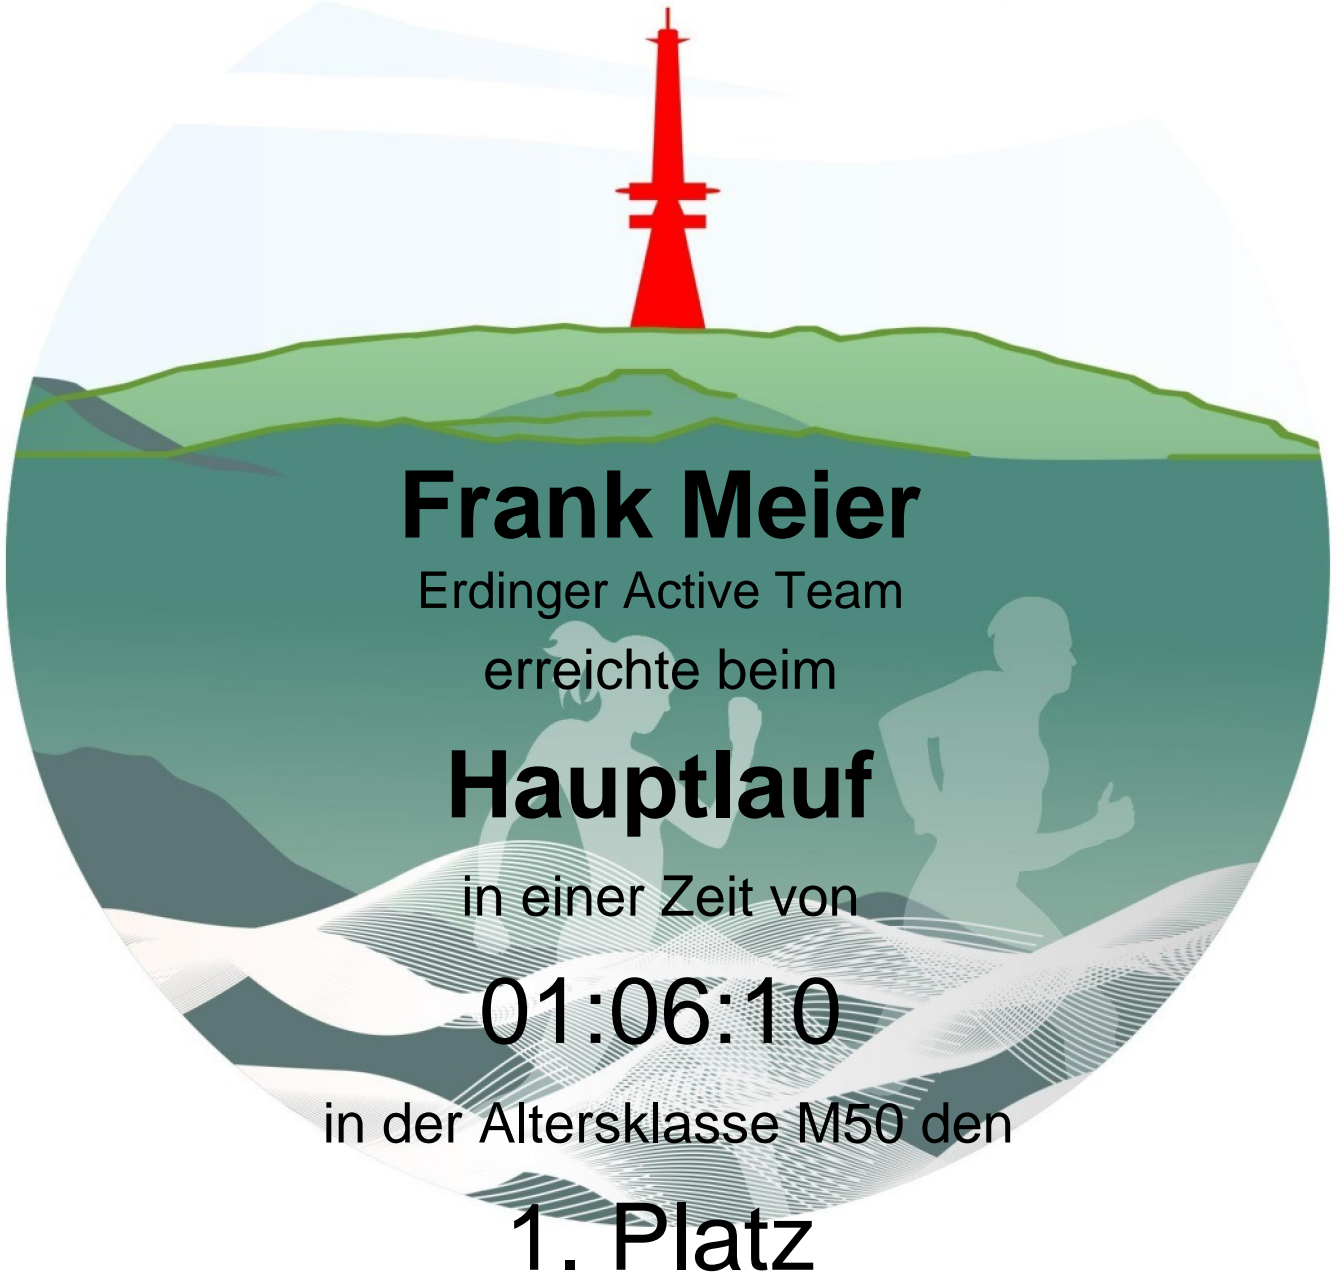 Frank Meier
Erdinger Active Team
erreichte beim
Hauptlauf
in einer Zeit von
01:06:10
in der Altersklasse M50 den
1. Platz